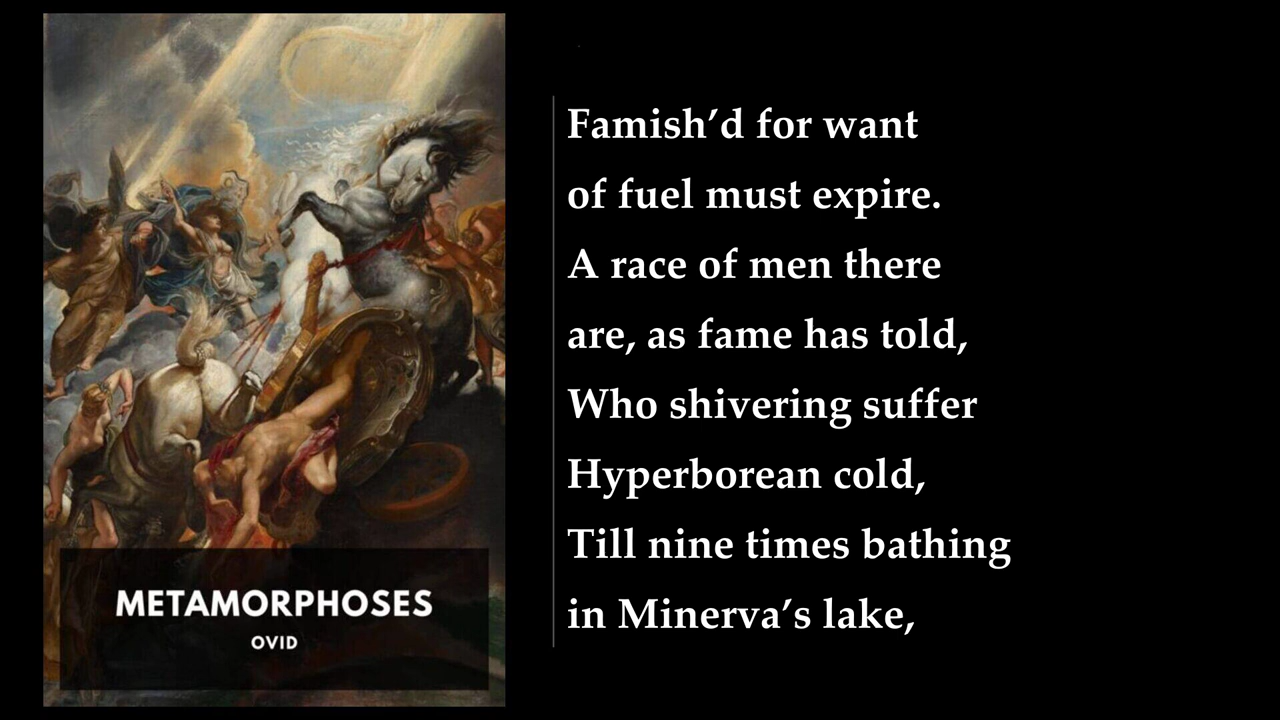 METAMORPHOSES
OVID
Famish’d for want
of fuel must expire.
A race of men there
are, as fame has told,
Who shivering suffer
Hyperborean cold,
Till nine times bathing
in Minerva’s lake,